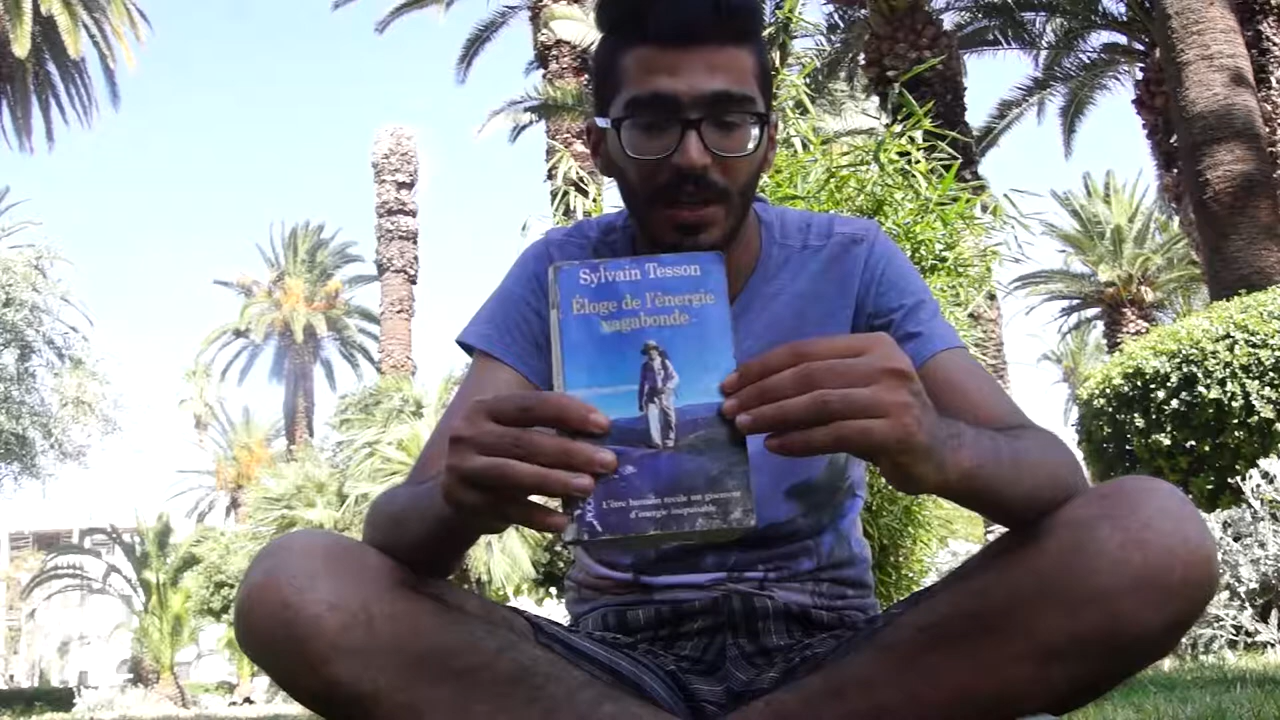 Sylvain Tesson
Éloge de l'énergie
vagabonde
L'être humain recèle un gisement
d'énergie inépuisable